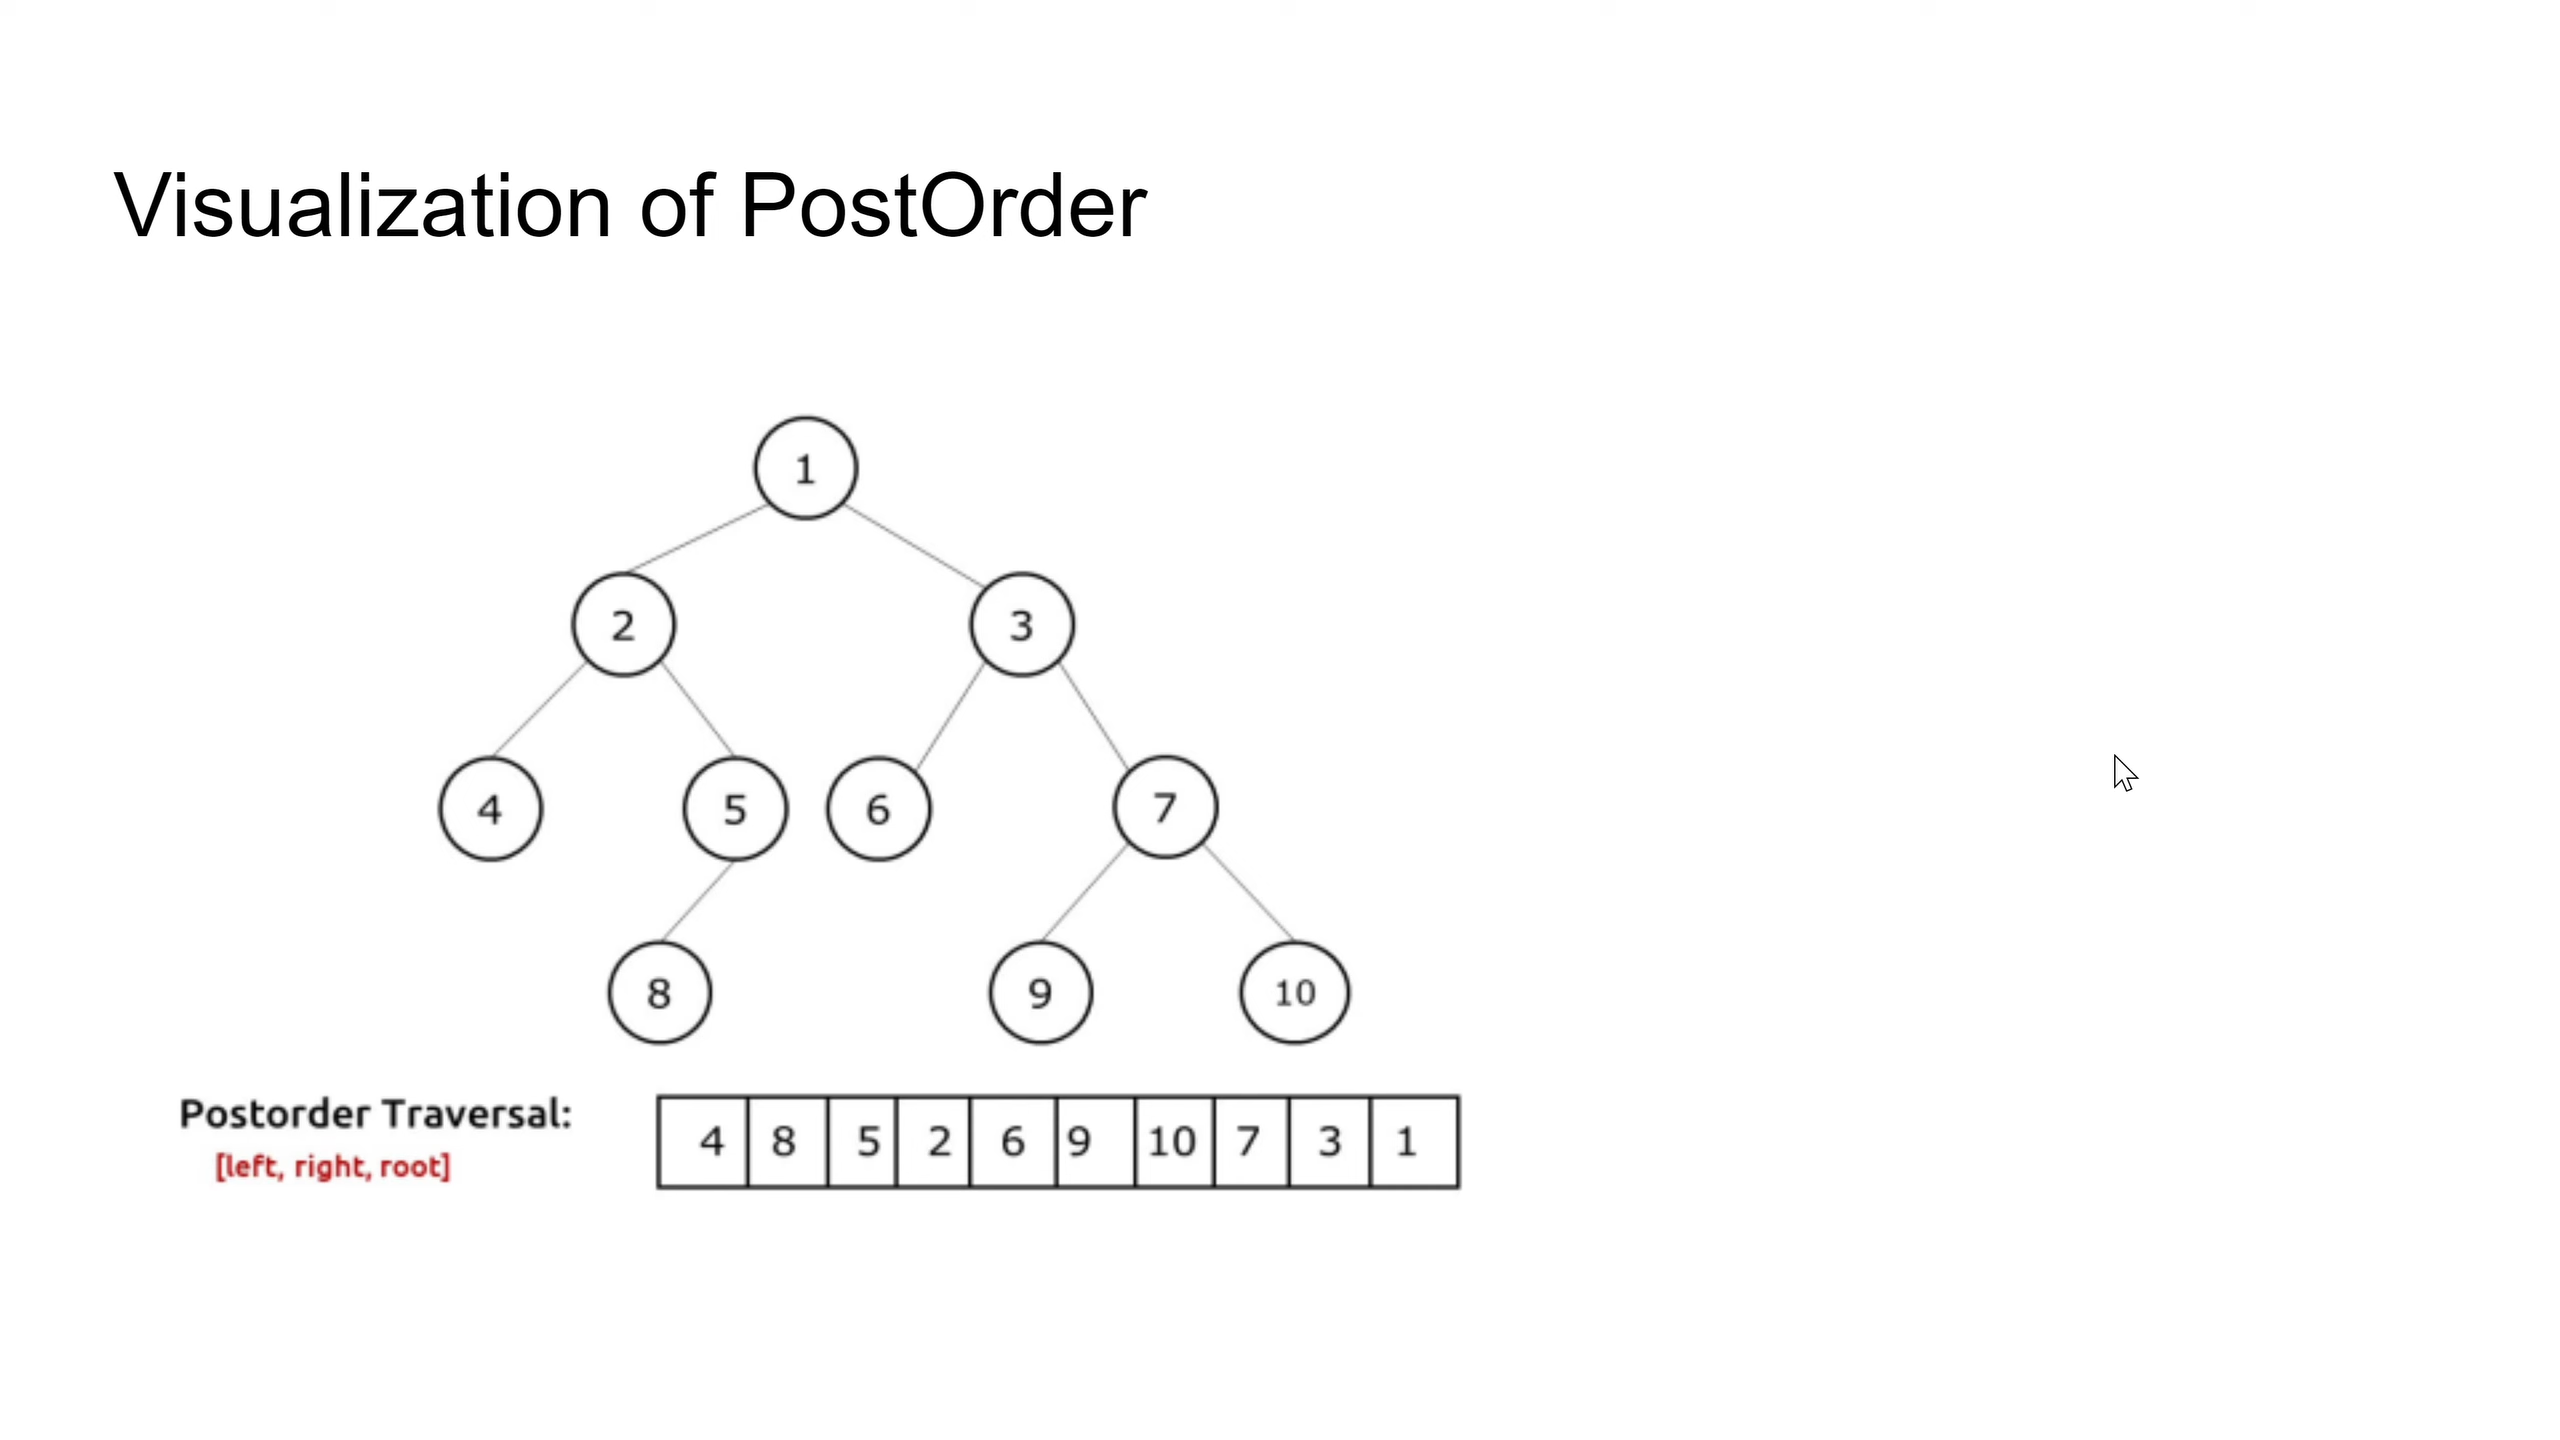 Visualization of PostOrder
1
2 3
4 5 6 7
8 9 10
Postorder Traversal:
[left, right, root]
4 8 5 2 6 9 10 7 3 1